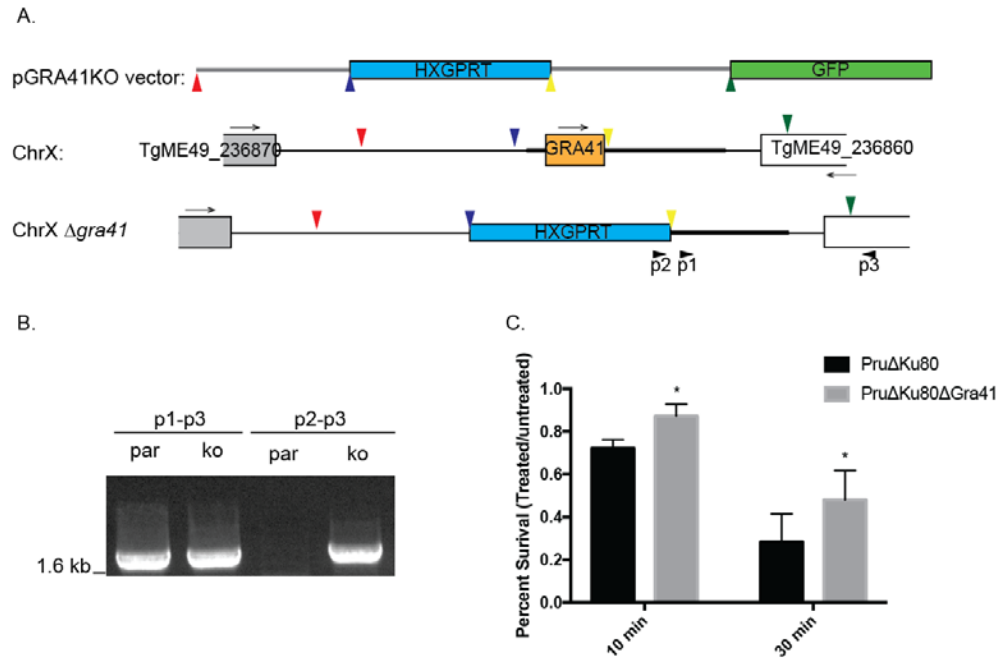 A.
pGRA41KO vector:
HXGPRT
GFP
ChrX:
TgME49_236870
GRA41
TgME49_236860
ChrX Δgra41
HXGPRT
p2
p1
p3
B.
p1-p3
p2-p3
par
ko
par
ko
1.6 kb
C.
PruΔKu80
PruΔKu80ΔGra41
Percent Surival (Treated/untreated)
1.0
0.8
0.6
0.4
0.2
0.0
*
*
10 min
30 min